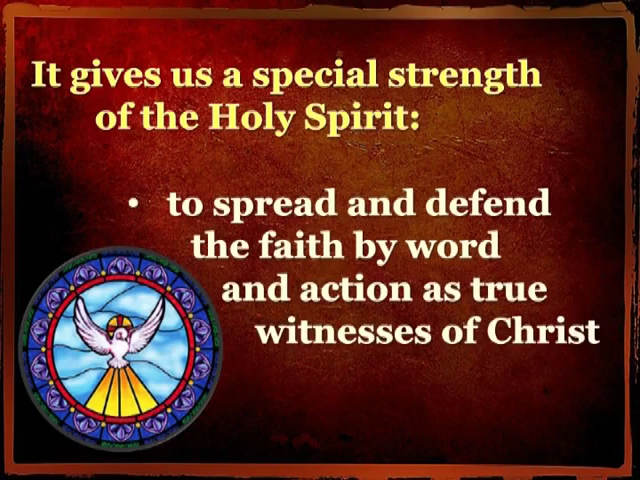 It gives us a special strength
of the Holy Spirit:
• to spread and defend
the faith by word
and action as true
witnesses of Christ